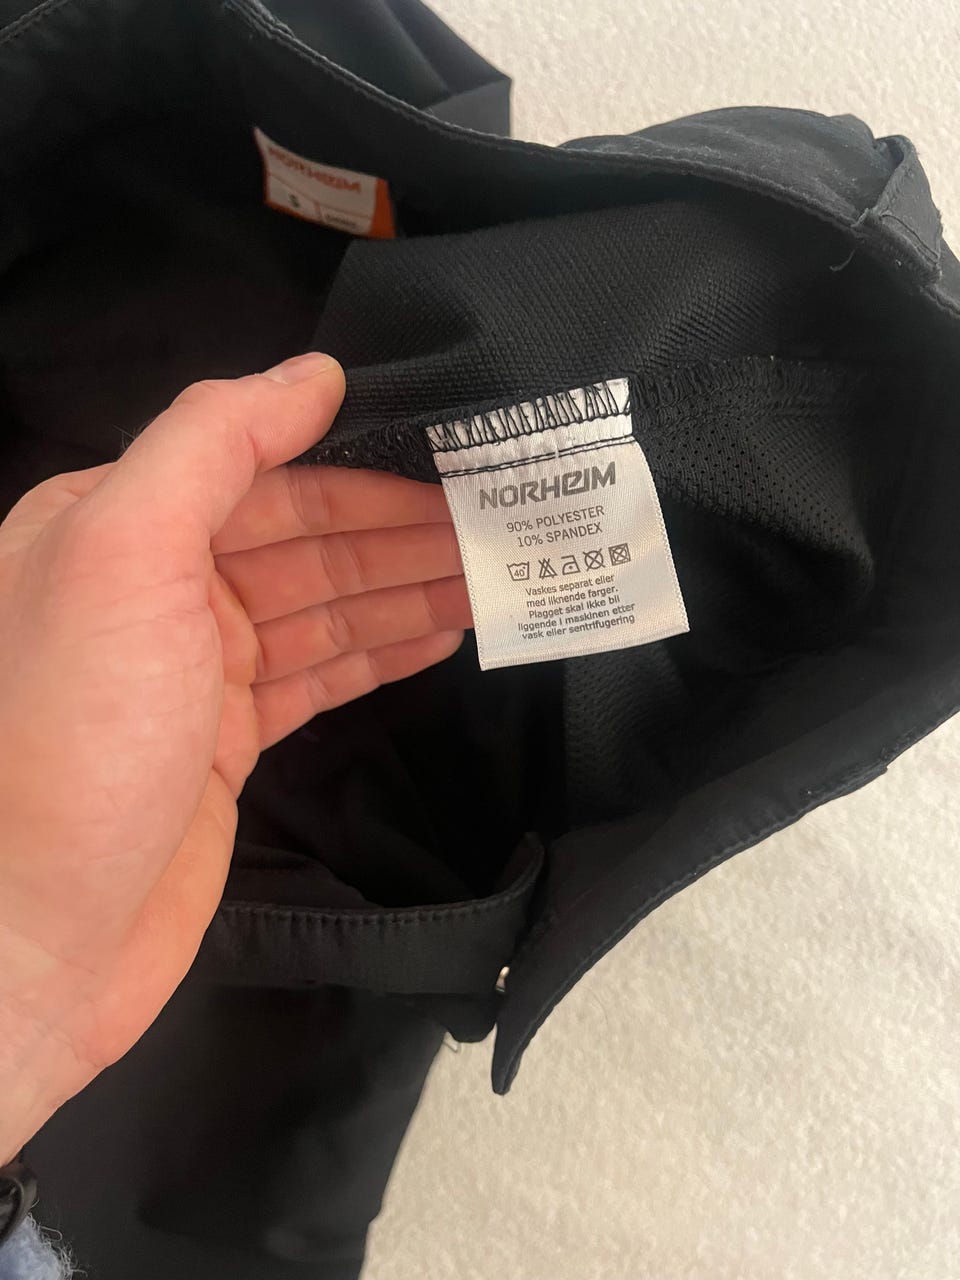 NORHEIM
S
NORHEIM
90% POLYESTER
10% SPANDEX
40
Vaskes separat eller
med liknende farger.
Plagget skal ikke bli
liggende i maskinen etter
vask eller sentrifugering